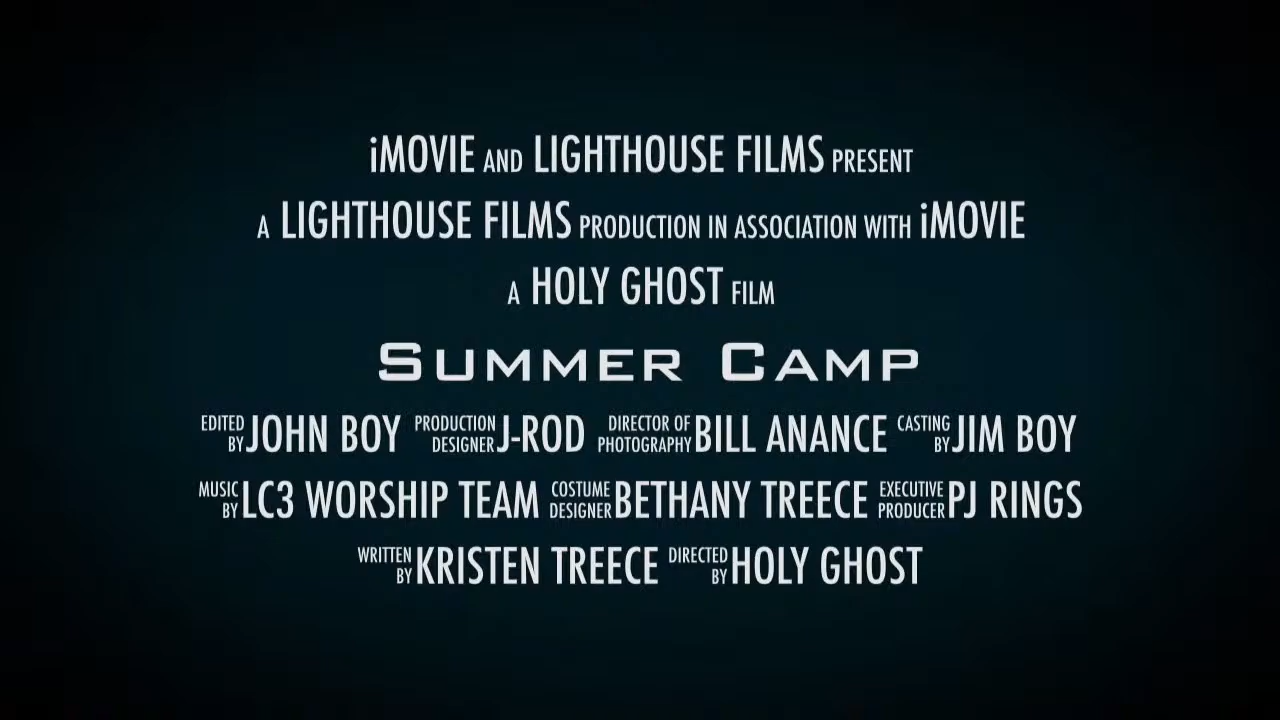 iMOVIE AND LIGHTHOUSE FILMS PRESENT
A LIGHTHOUSE FILMS PRODUCTION IN ASSOCIATION WITH iMOVIE
A HOLY GHOST FILM
SUMMER CAMP
EDITED BY JOHN BOY PRODUCTION DESIGNER J-ROD DIRECTOR OF PHOTOGRAPHY BILL ANANCE CASTING BY JIM BOY
MUSIC BY LC3 WORSHIP TEAM COSTUME DESIGNER BETHANY TREECE EXECUTIVE PRODUCER PJ RINGS
WRITTEN BY KRISTEN TREECE DIRECTED BY HOLY GHOST